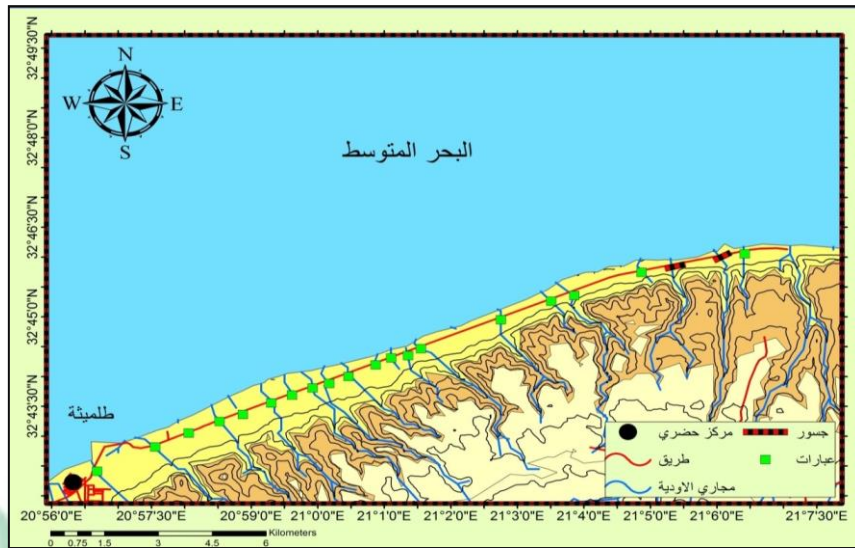 32°49'30"N
32°48'0"N
32°46'30"N
32°45'0"N
32°43'30"N
N
W E
S
البحر المتوسط
طلميثة
مركز حضري
جسور
طريق
عبارات
مجاري الاودية
20°56'0"E 20°57'30"E 20°59'0"E 21°0'0"E 21°1'0"E 21°2'0"E 21°3'0"E 21°4'0"E 21°5'0"E 21°6'0"E 21°7'30"E
Kilometers
0 0.75 1.5 3 4.5 6